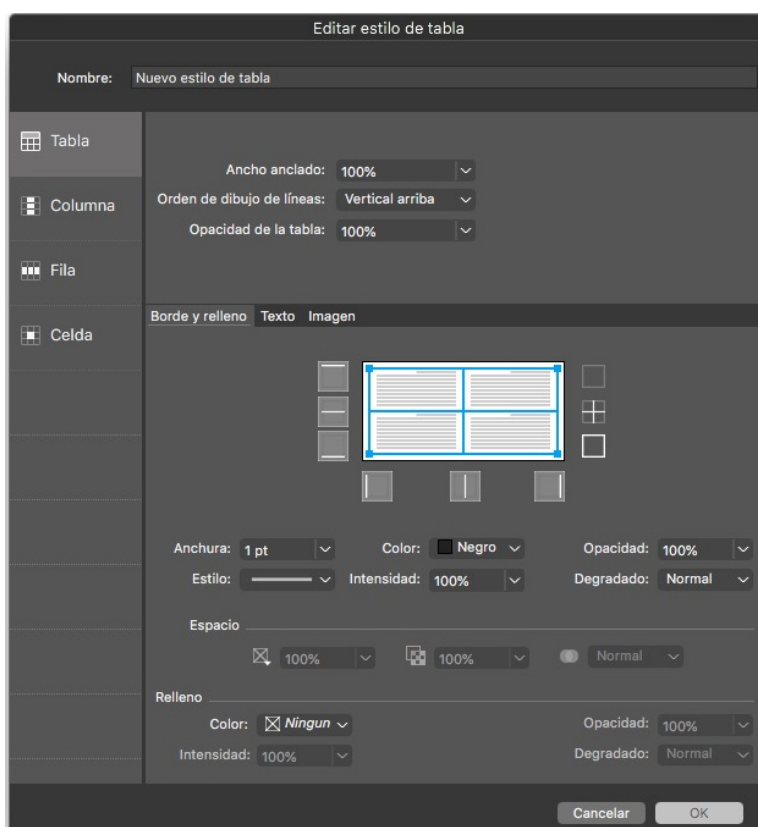 Editar estilo de tabla
Nombre: Nuevo estilo de tabla
Tabla
Columna
Fila
Celda
Ancho anclado: 100%
Orden de dibujo de líneas: Vertical arriba
Opacidad de la tabla: 100%
Borde y relleno Texto Imagen
Anchura: 1 pt Color: Negro Opacidad: 100%
Estilo: Intensidad: 100% Degradado: Normal
Espacio
100% 100% Normal
Relleno
Color: Ningun Opacidad: 100%
Intensidad: 100% Degradado: Normal
Cancelar OK